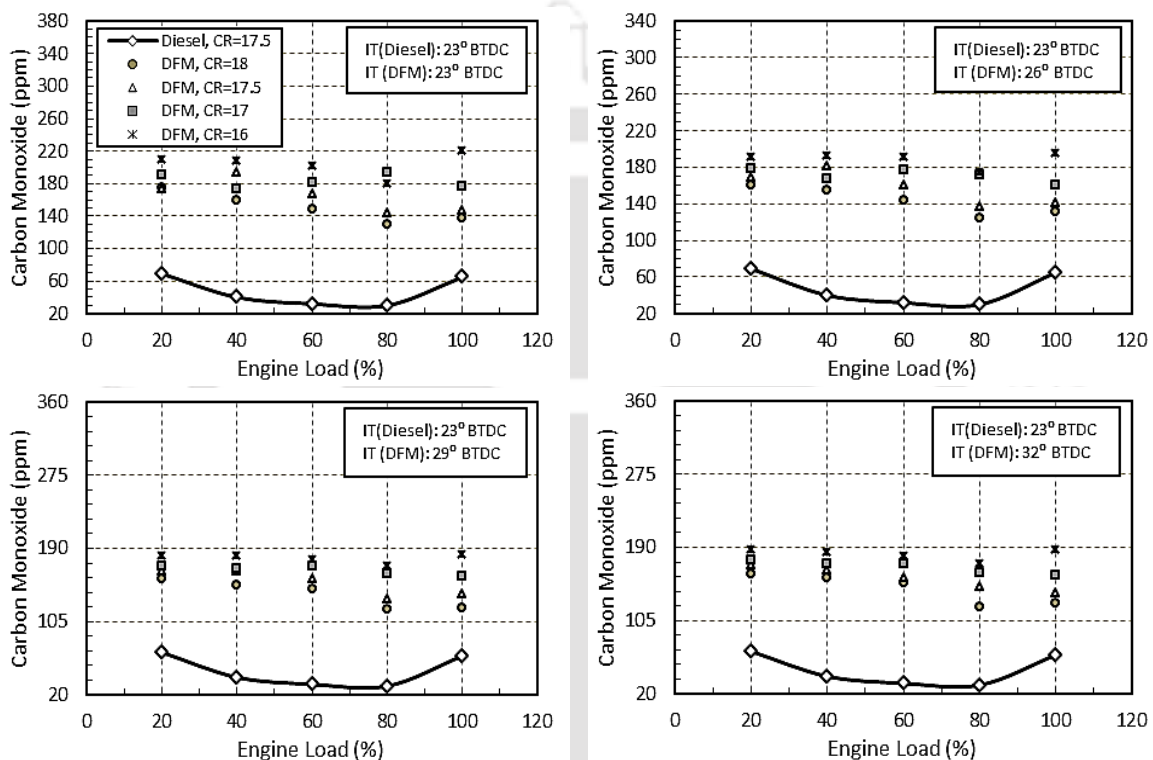 380
340
300
260
220
180
140
100
60
20
Carbon Monoxide (ppm)
Diesel, CR=17.5
DFM, CR=18
DFM, CR=17.5
DFM, CR=17
DFM, CR=16
IT(Diesel): 23° BTDC
IT (DFM): 23° BTDC
0 20 40 60 80 100 120
Engine Load (%)
340
300
260
220
180
140
100
60
20
Carbon Monoxide (ppm)
IT(Diesel): 23° BTDC
IT (DFM): 26° BTDC
0 20 40 60 80 100 120
Engine Load (%)
360
275
190
105
20
Carbon Monoxide (ppm)
IT(Diesel): 23° BTDC
IT (DFM): 29° BTDC
0 20 40 60 80 100 120
Engine Load (%)
360
275
190
105
20
Carbon Monoxide (ppm)
IT(Diesel): 23° BTDC
IT (DFM): 32° BTDC
0 20 40 60 80 100 120
Engine Load (%)